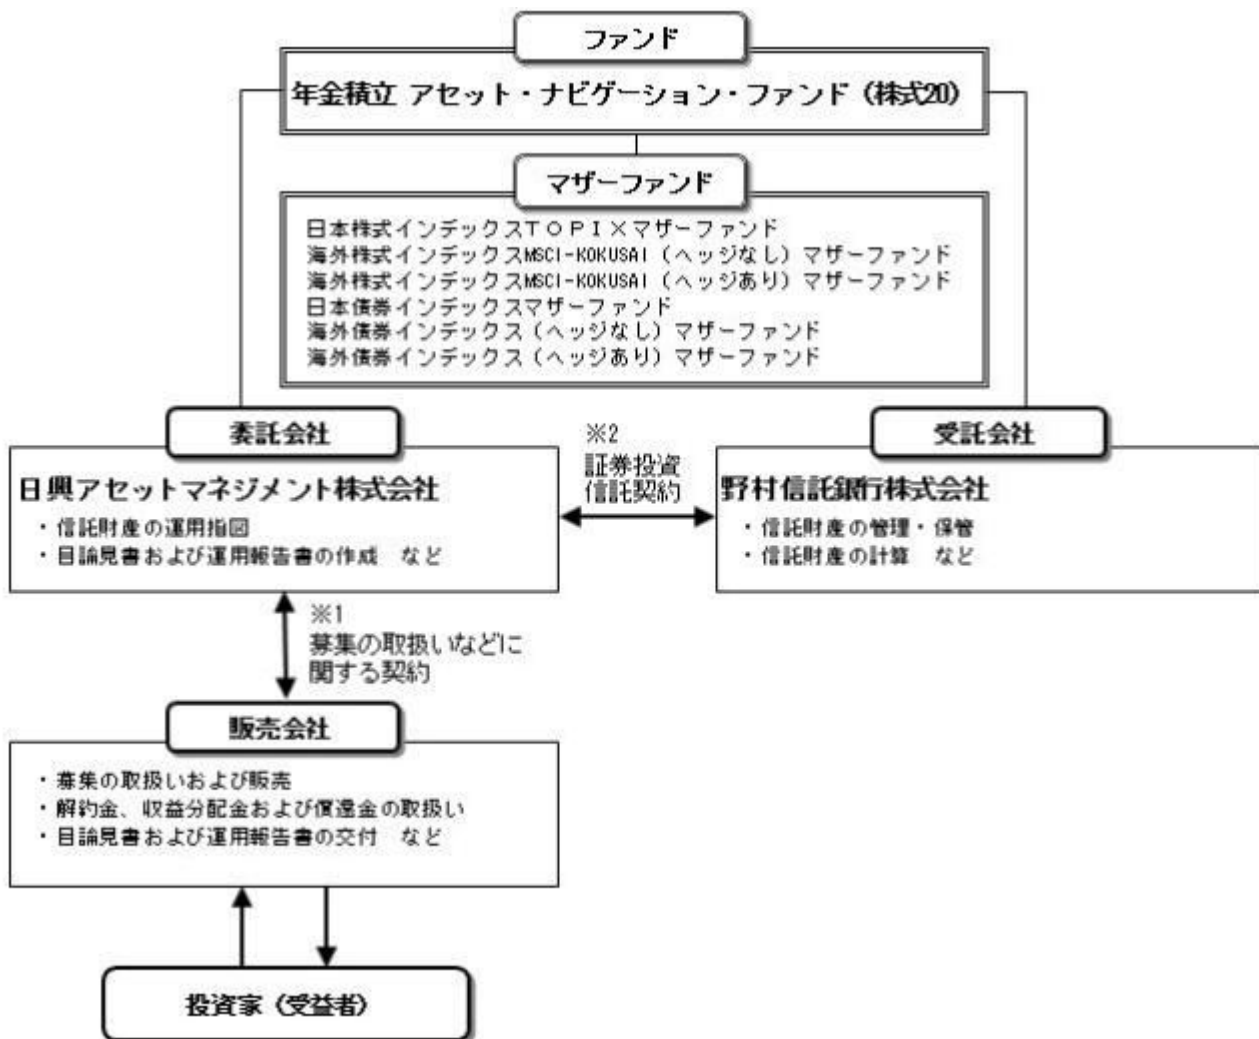 ファンド
年金積立 アセット・ナビゲーション・ファンド（株式20）
マザーファンド
日本株式インデックスＴＯＰＩＸマザーファンド
海外株式インデックスMSCI-KOKUSAI（ヘッジなし）マザーファンド
海外株式インデックスMSCI-KOKUSAI（ヘッジあり）マザーファンド
日本債券インデックスマザーファンド
海外債券インデックス（ヘッジなし）マザーファンド
海外債券インデックス（ヘッジあり）マザーファンド
委託会社
日興アセットマネジメント株式会社
・信託財産の運用指図
・目論見書および運用報告書の作成　など
※2
証券投資
信託契約
受託会社
野村信託銀行株式会社
・信託財産の管理・保管
・信託財産の計算　など
※1
募集の取扱いなどに
関する契約
販売会社
・募集の取扱いおよび販売
・解約金、収益分配金および償還金の取扱い
・目論見書および運用報告書の交付　など
投資家（受益者）